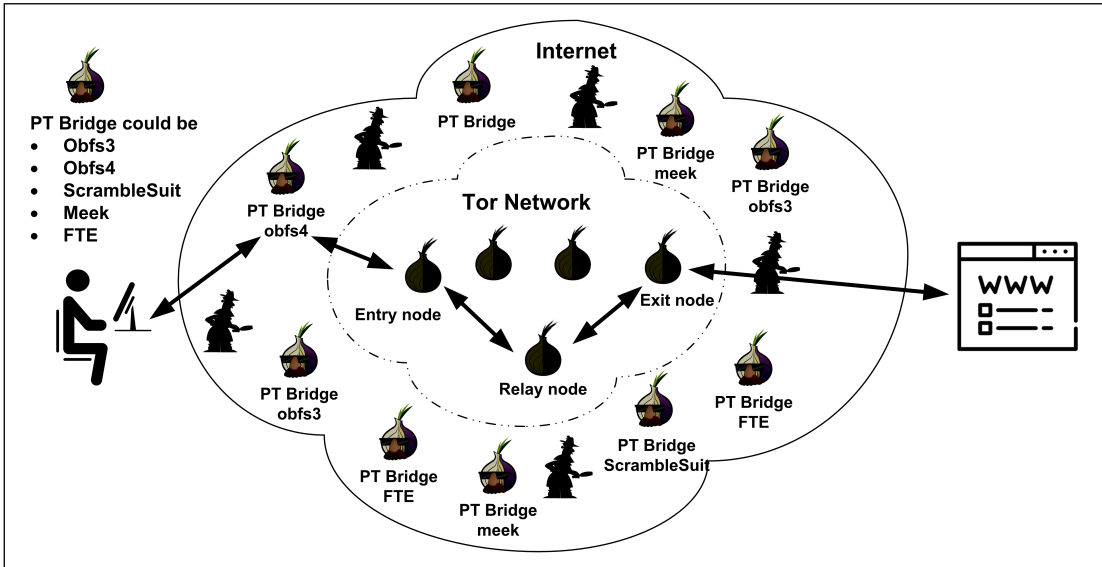 PT Bridge could be
• Obfs3
• Obfs4
• ScrambleSuit
• Meek
• FTE
Internet
PT Bridge
PT Bridge
meek
PT Bridge
obfs3
PT Bridge
obfs4
Tor Network
Entry node
Exit node
Relay node
WWW
PT Bridge
obfs3
PT Bridge
FTE
PT Bridge
meek
PT Bridge
ScrambleSuit
PT Bridge
FTE